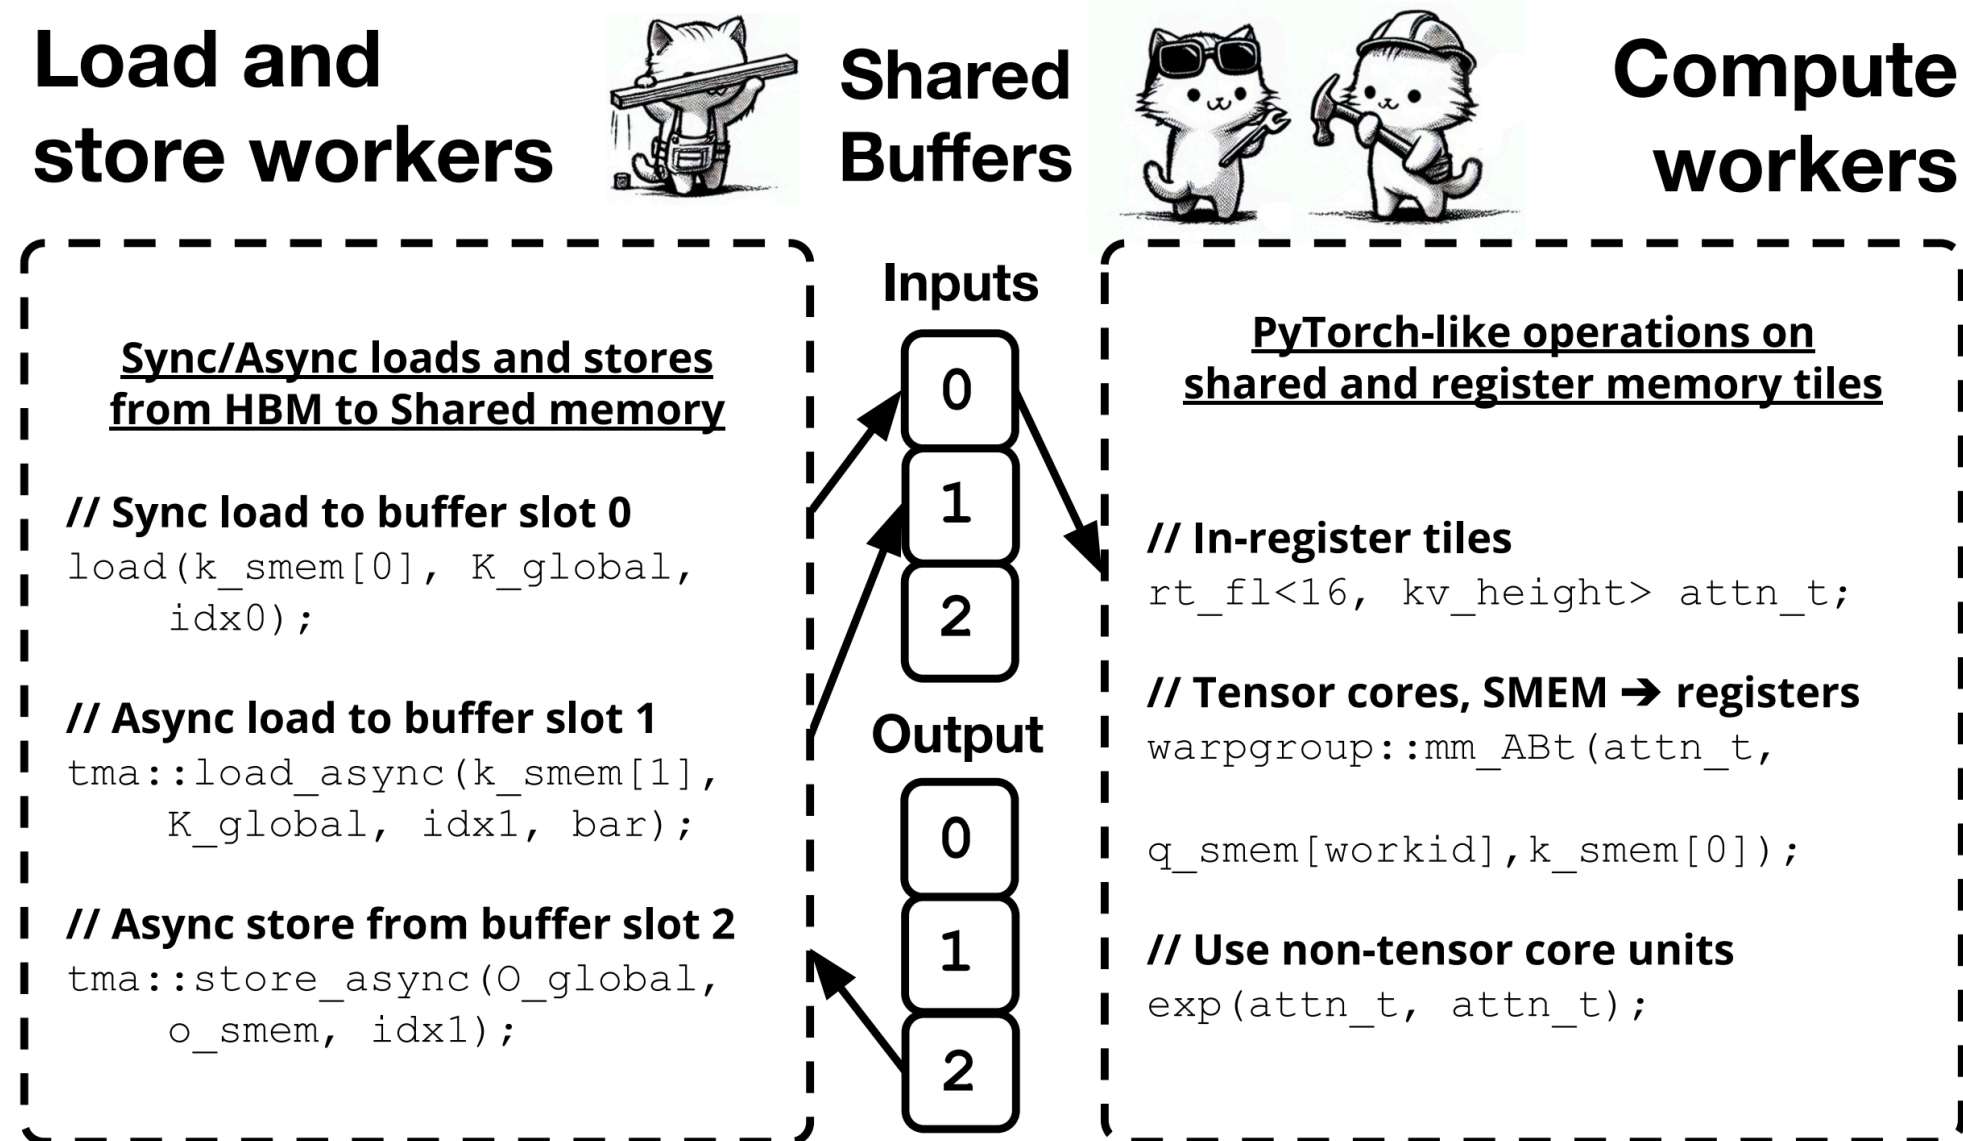 Load and
store workers
Shared
Buffers
Compute
workers
Sync/Async loads and stores
from HBM to Shared memory
// Sync load to buffer slot 0
load(k_smem[0], K_global,
idx0);
// Async load to buffer slot 1
tma::load_async(k_smem[1],
K_global, idx1, bar);
// Async store from buffer slot 2
tma::store_async(O_global,
o_smem, idx1);
Inputs
0
1
2
Output
0
1
2
PyTorch-like operations on
shared and register memory tiles
// In-register tiles
rt_fl<16, kv_height> attn_t;
// Tensor cores, SMEM ➔ registers
warpgroup::mm_ABt(attn_t,
q_smem[workid],k_smem[0]);
// Use non-tensor core units
exp(attn_t, attn_t);